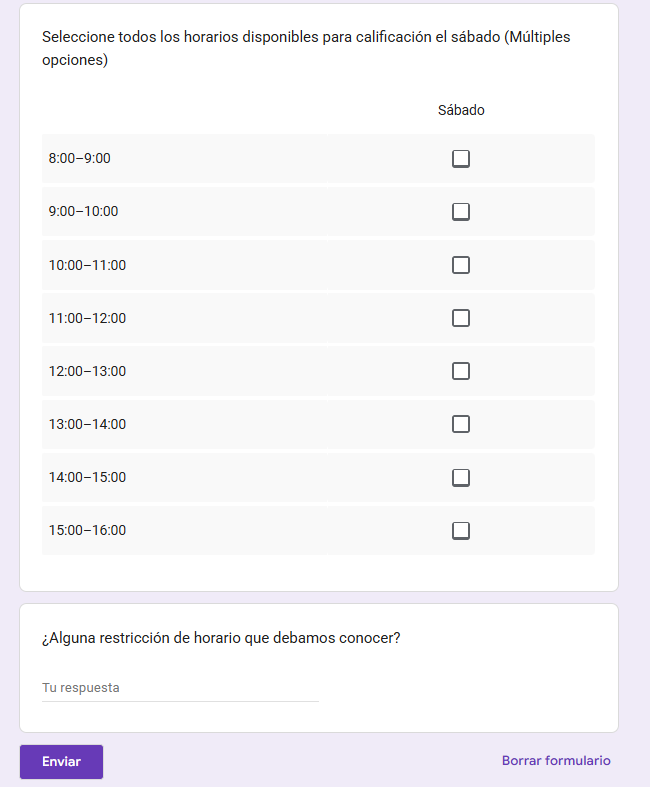 Seleccione todos los horarios disponibles para calificación el sábado (Múltiples
opciones)
Sábado
8:00–9:00
9:00–10:00
10:00–11:00
11:00–12:00
12:00–13:00
13:00–14:00
14:00–15:00
15:00–16:00
¿Alguna restricción de horario que debamos conocer?
Tu respuesta
Enviar
Borrar formulario